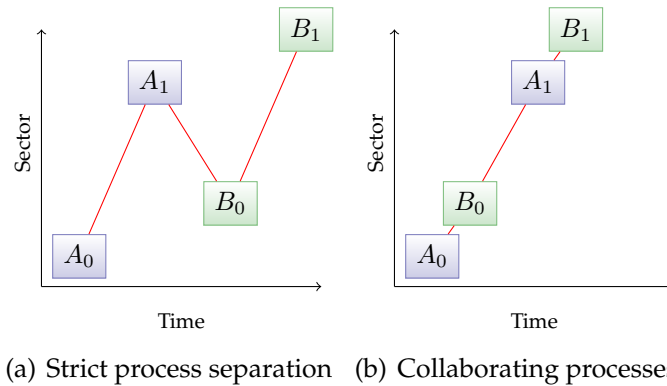 B₁
A₁
B₀
A₀
Sector
Time
B₁
A₁
B₀
A₀
Sector
Time
(a) Strict process separation
(b) Collaborating processe